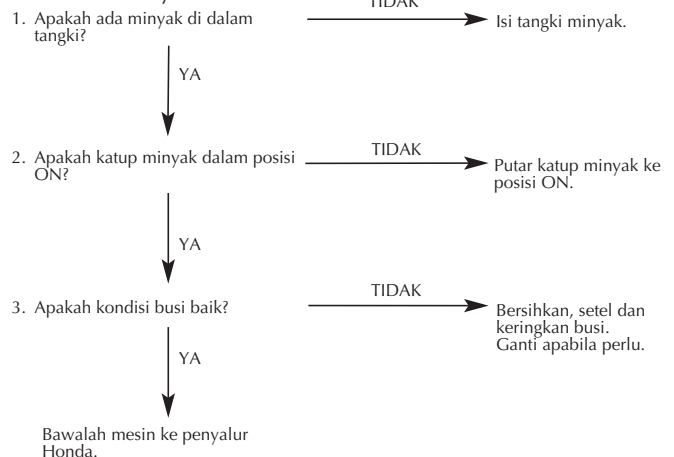 TIDAK
1. Apakah ada minyak di dalam
tangki?
Isi tangki minyak.
YA
2. Apakah katup minyak dalam posisi
ON?
TIDAK
Putar katup minyak ke
posisi ON.
YA
3. Apakah kondisi busi baik?
TIDAK
Bersihkan, setel dan
keringkan busi.
Ganti apabila perlu.
YA
Bawalah mesin ke penyalur
Honda.